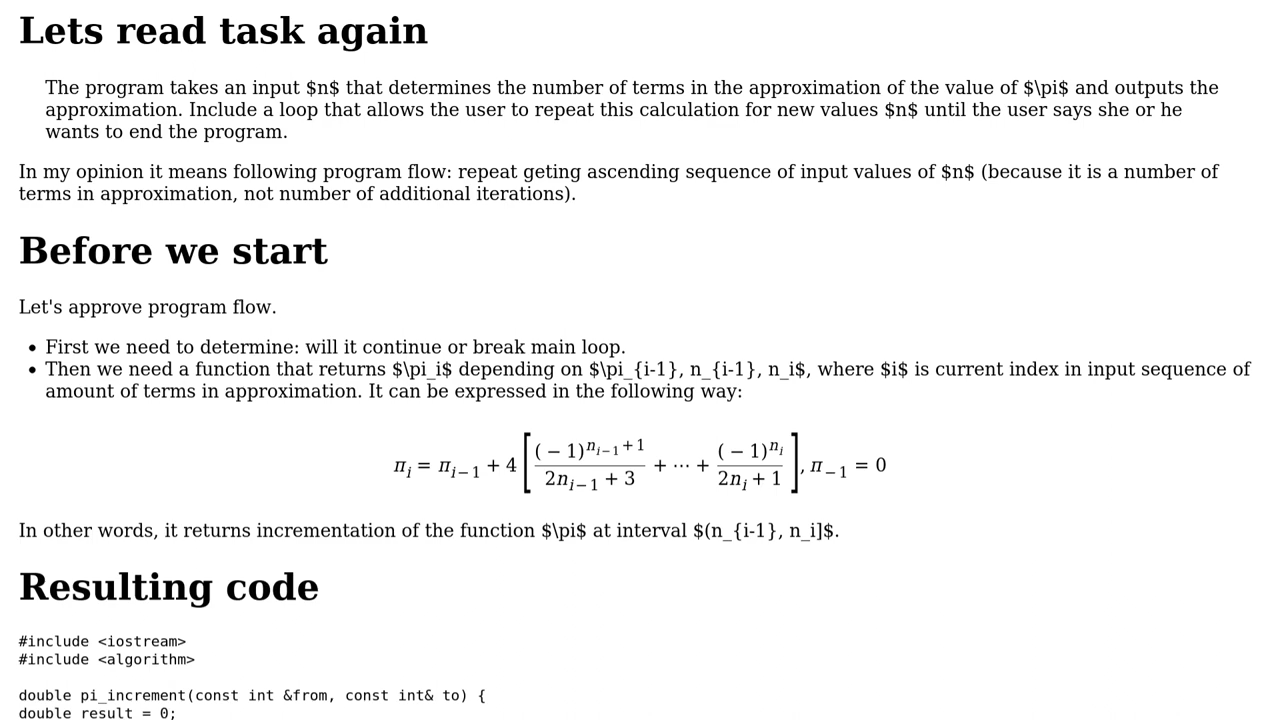 Lets read task again
The program takes an input $n$ that determines the number of terms in the approximation of the value of $\pi$ and outputs the
approximation. Include a loop that allows the user to repeat this calculation for new values $n$ until the user says she or he
wants to end the program.
In my opinion it means following program flow: repeat geting ascending sequence of input values of $n$ (because it is a number of
terms in approximation, not number of additional iterations).
Before we start
Let's approve program flow.
• First we need to determine: will it continue or break main loop.
• Then we need a function that returns $\pi_i$ depending on $\pi_{i-1}, n_{i-1}, n_i$, where $i$ is current index in input sequence of
amount of terms in approximation. It can be expressed in the following way:
π_i = π_{i−1} + 4 [ (−1)^{n_{i−1}+1} / (2n_{i−1} + 3) + ⋯ + (−1)^{n_i} / (2n_i + 1) ], π_{−1} = 0
In other words, it returns incrementation of the function $\pi$ at interval $(n_{i-1}, n_i]$.
Resulting code
#include <iostream>
#include <algorithm>
double pi_increment(const int &from, const int& to) {
double result = 0;